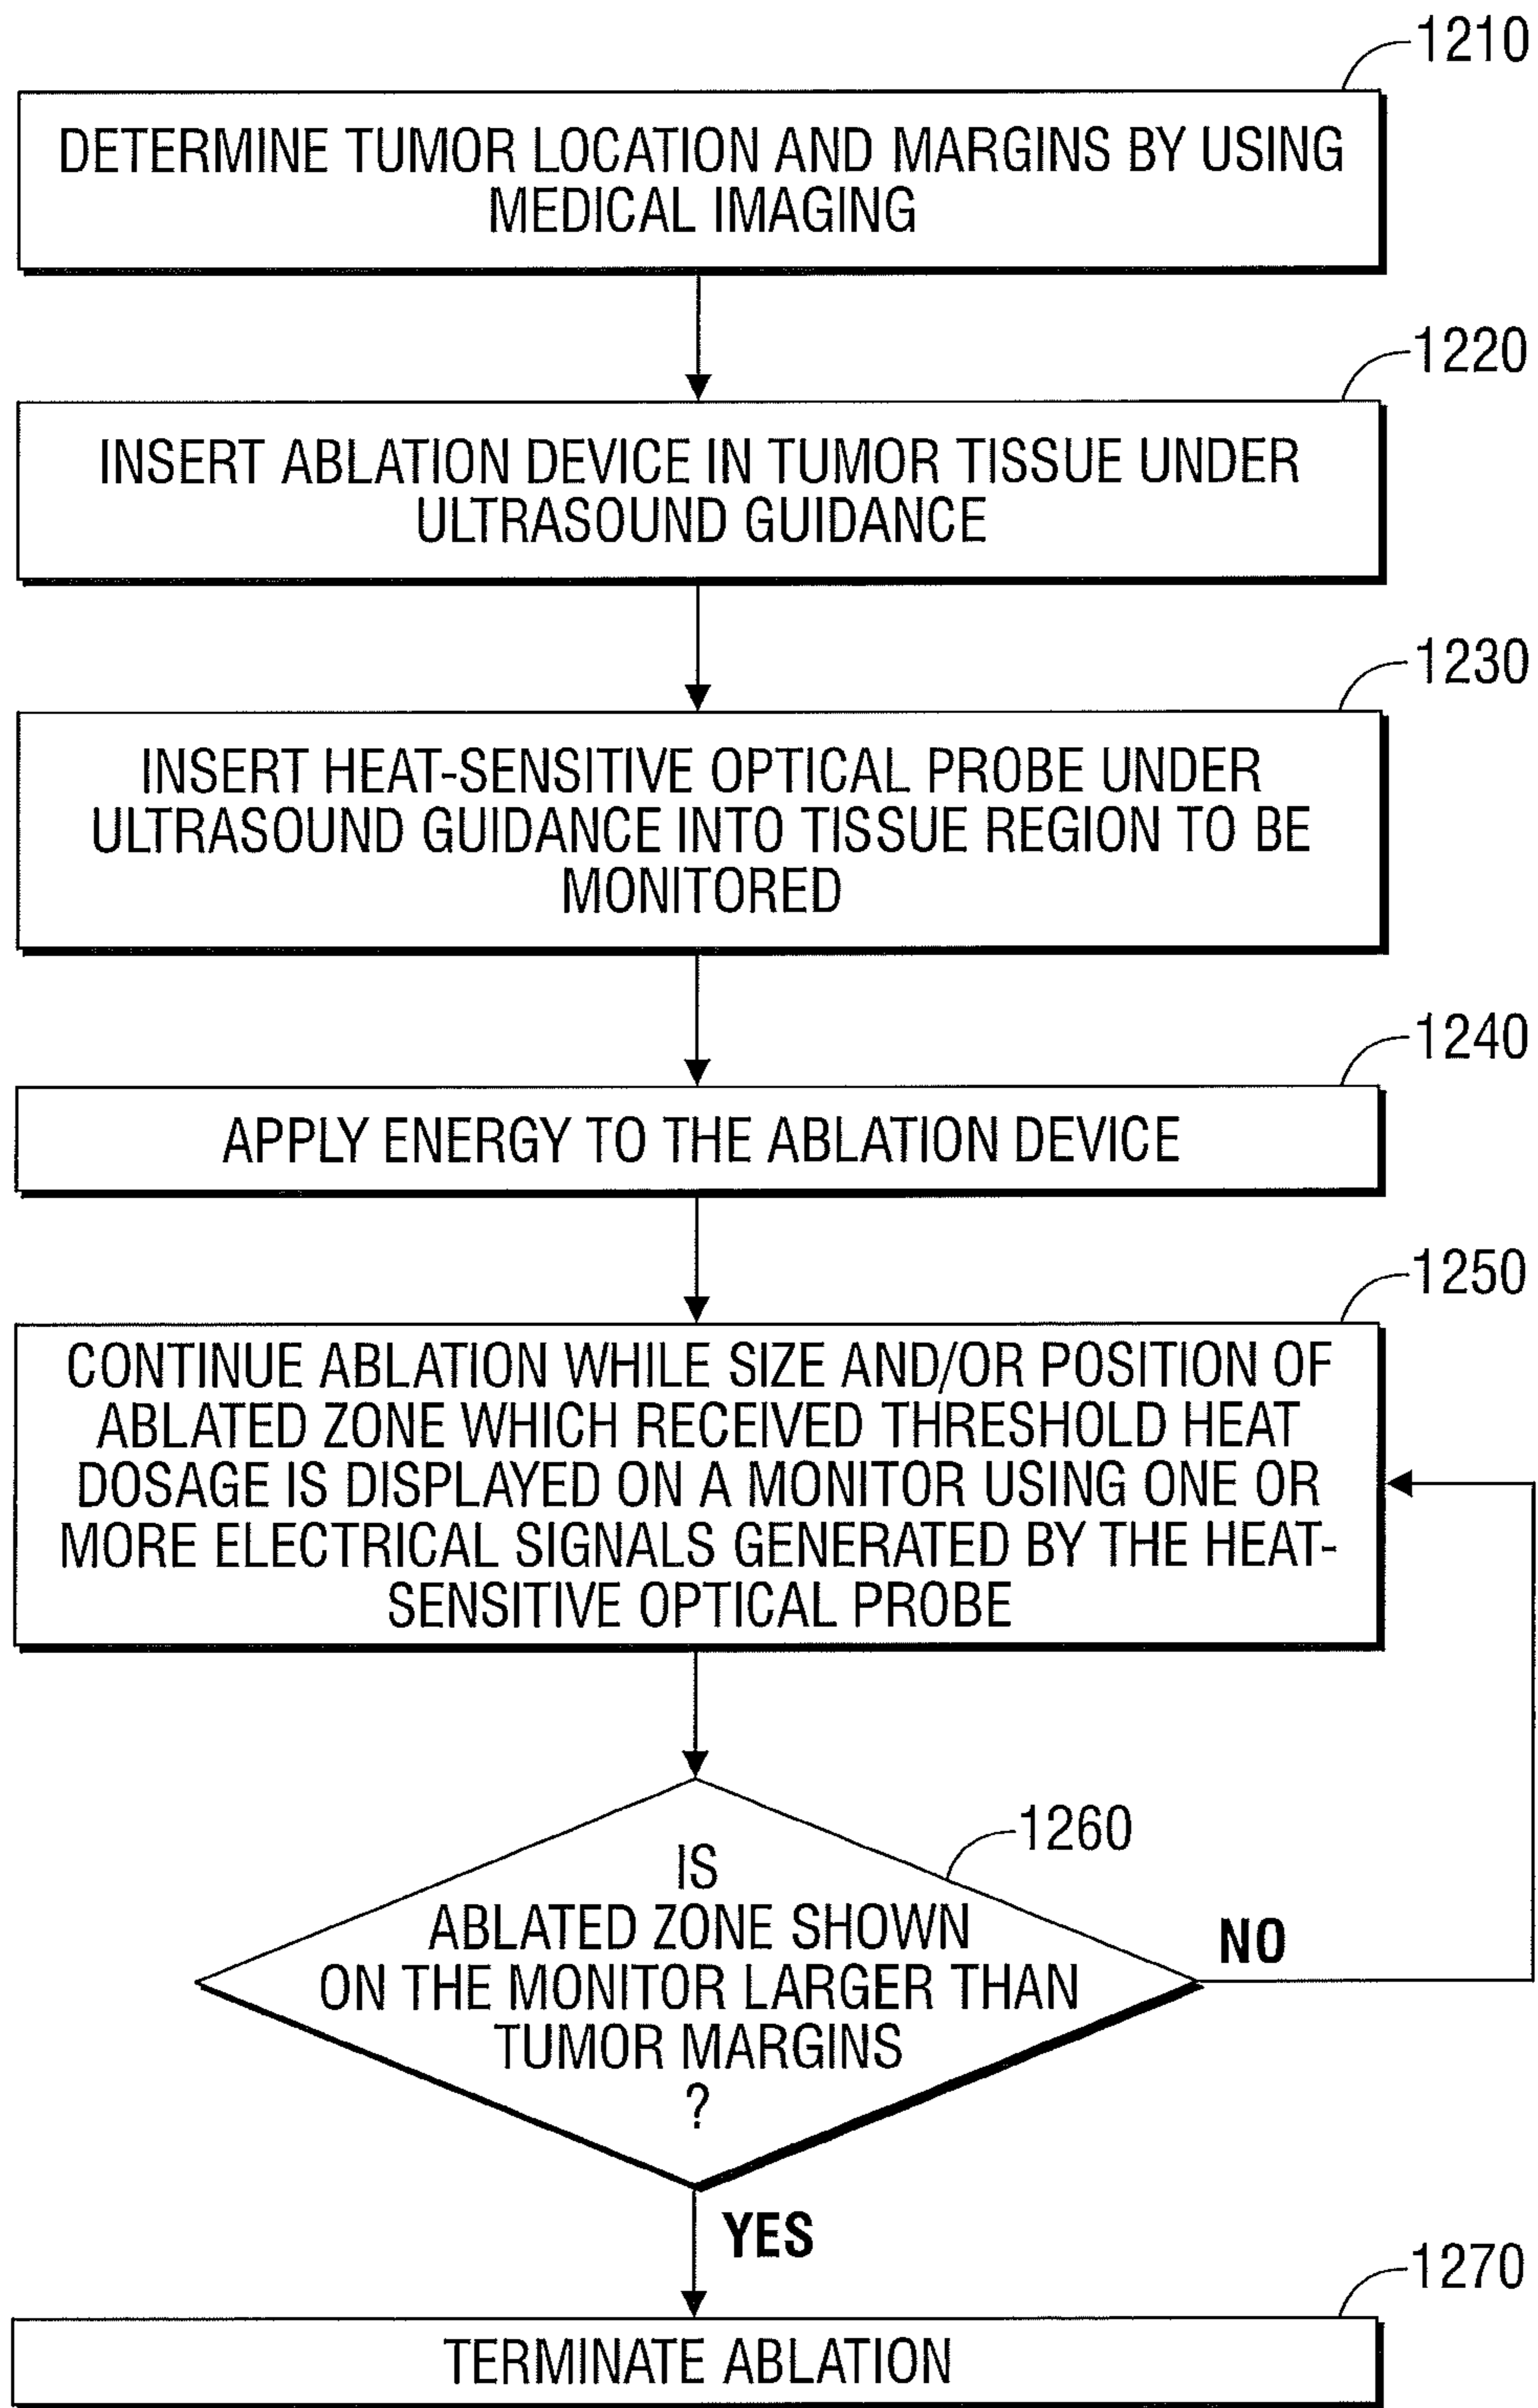 1210
DETERMINE TUMOR LOCATION AND MARGINS BY USING
MEDICAL IMAGING
1220
INSERT ABLATION DEVICE IN TUMOR TISSUE UNDER
ULTRASOUND GUIDANCE
1230
INSERT HEAT-SENSITIVE OPTICAL PROBE UNDER
ULTRASOUND GUIDANCE INTO TISSUE REGION TO BE
MONITORED
1240
APPLY ENERGY TO THE ABLATION DEVICE
1250
CONTINUE ABLATION WHILE SIZE AND/OR POSITION OF
ABLATED ZONE WHICH RECEIVED THRESHOLD HEAT
DOSAGE IS DISPLAYED ON A MONITOR USING ONE OR
MORE ELECTRICAL SIGNALS GENERATED BY THE HEAT-
SENSITIVE OPTICAL PROBE
1260
IS
ABLATED ZONE SHOWN
ON THE MONITOR LARGER THAN
TUMOR MARGINS
?
NO
YES
1270
TERMINATE ABLATION